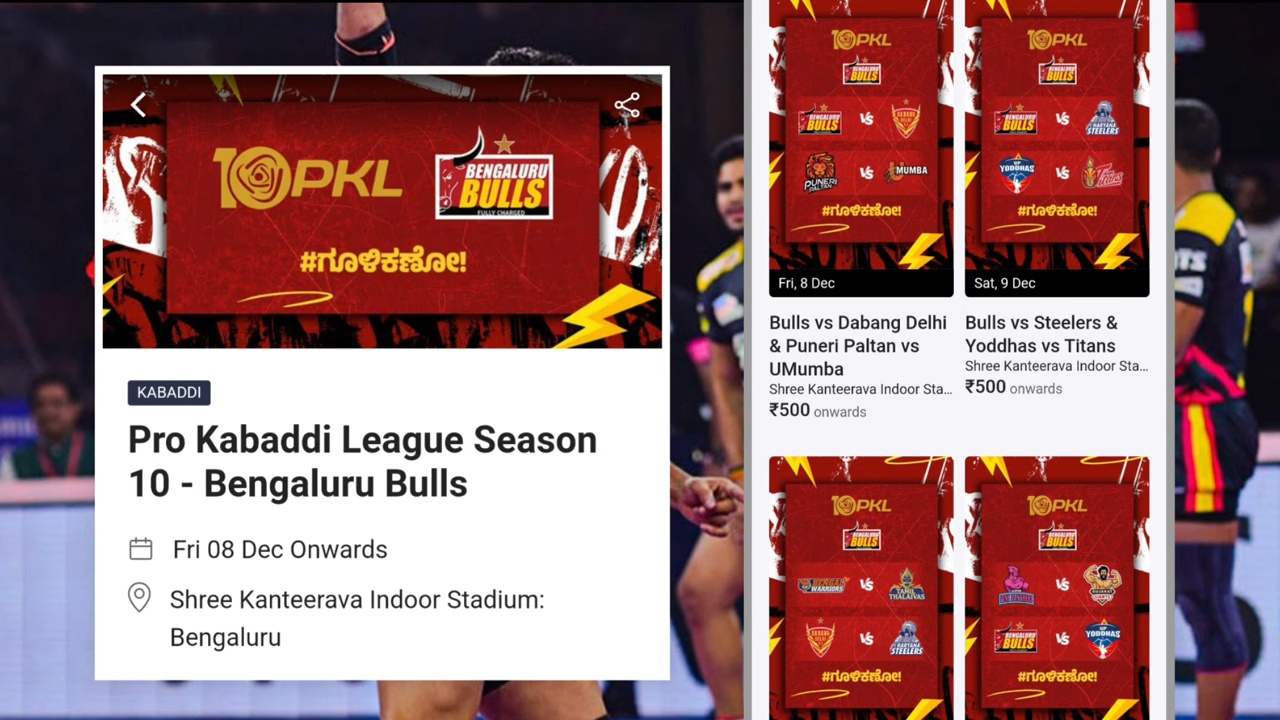 10PKL
BENGALURU
BULLS
FULLY CHARGED
#ಗೂಳಿಕಣೋ!
KABADDI
Pro Kabaddi League Season
10 - Bengaluru Bulls
Fri 08 Dec Onwards
Shree Kanteerava Indoor Stadium:
Bengaluru
10PKL
BENGALURU
BULLS
BENGALURU
BULLS
VS
PUNERI
PALTAN
VS
UMUMBA
#ಗೂಳಿಕಣೋ!
Fri, 8 Dec
Bulls vs Dabang Delhi
& Puneri Paltan vs
UMumba
Shree Kanteerava Indoor Sta...
₹500 onwards
10PKL
BENGALURU
BULLS
BENGALURU
BULLS
VS
HARYANA
STEELERS
UP
YODDHAS
VS
#ಗೂಳಿಕಣೋ!
Sat, 9 Dec
Bulls vs Steelers &
Yoddhas vs Titans
Shree Kanteerava Indoor Sta...
₹500 onwards
10PKL
BENGALURU
BULLS
BENGAL
WARRIORS
VS
TAMIL
THALAIVAS
VS
HARYANA
STEELERS
#ಗೂಳಿಕಣೋ!
10PKL
BENGALURU
BULLS
VS
GUJARAT
BENGALURU
BULLS
VS
UP
YODDHAS
#ಗೂಳಿಕಣೋ!